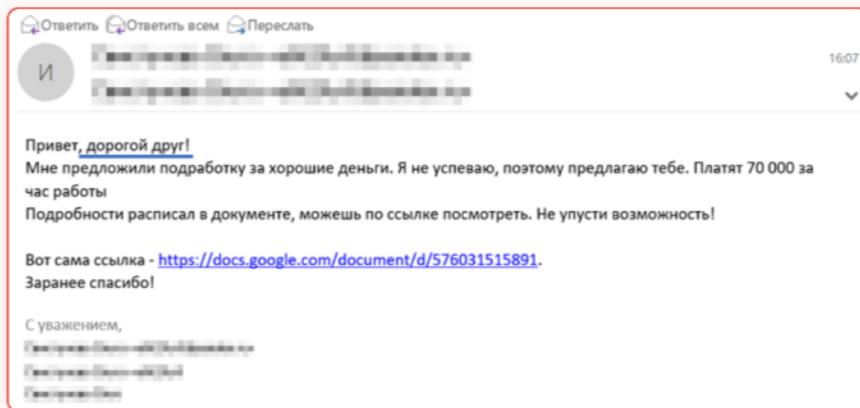 Ответить Ответить всем Переслать
И
16:07
Привет, дорогой друг!
Мне предложили подработку за хорошие деньги. Я не успеваю, поэтому предлагаю тебе. Платят 70 000 за
час работы
Подробности расписал в документе, можешь по ссылке посмотреть. Не упусти возможность!
Вот сама ссылка - https://docs.google.com/document/d/576031515891.
Заранее спасибо!
С уважением,